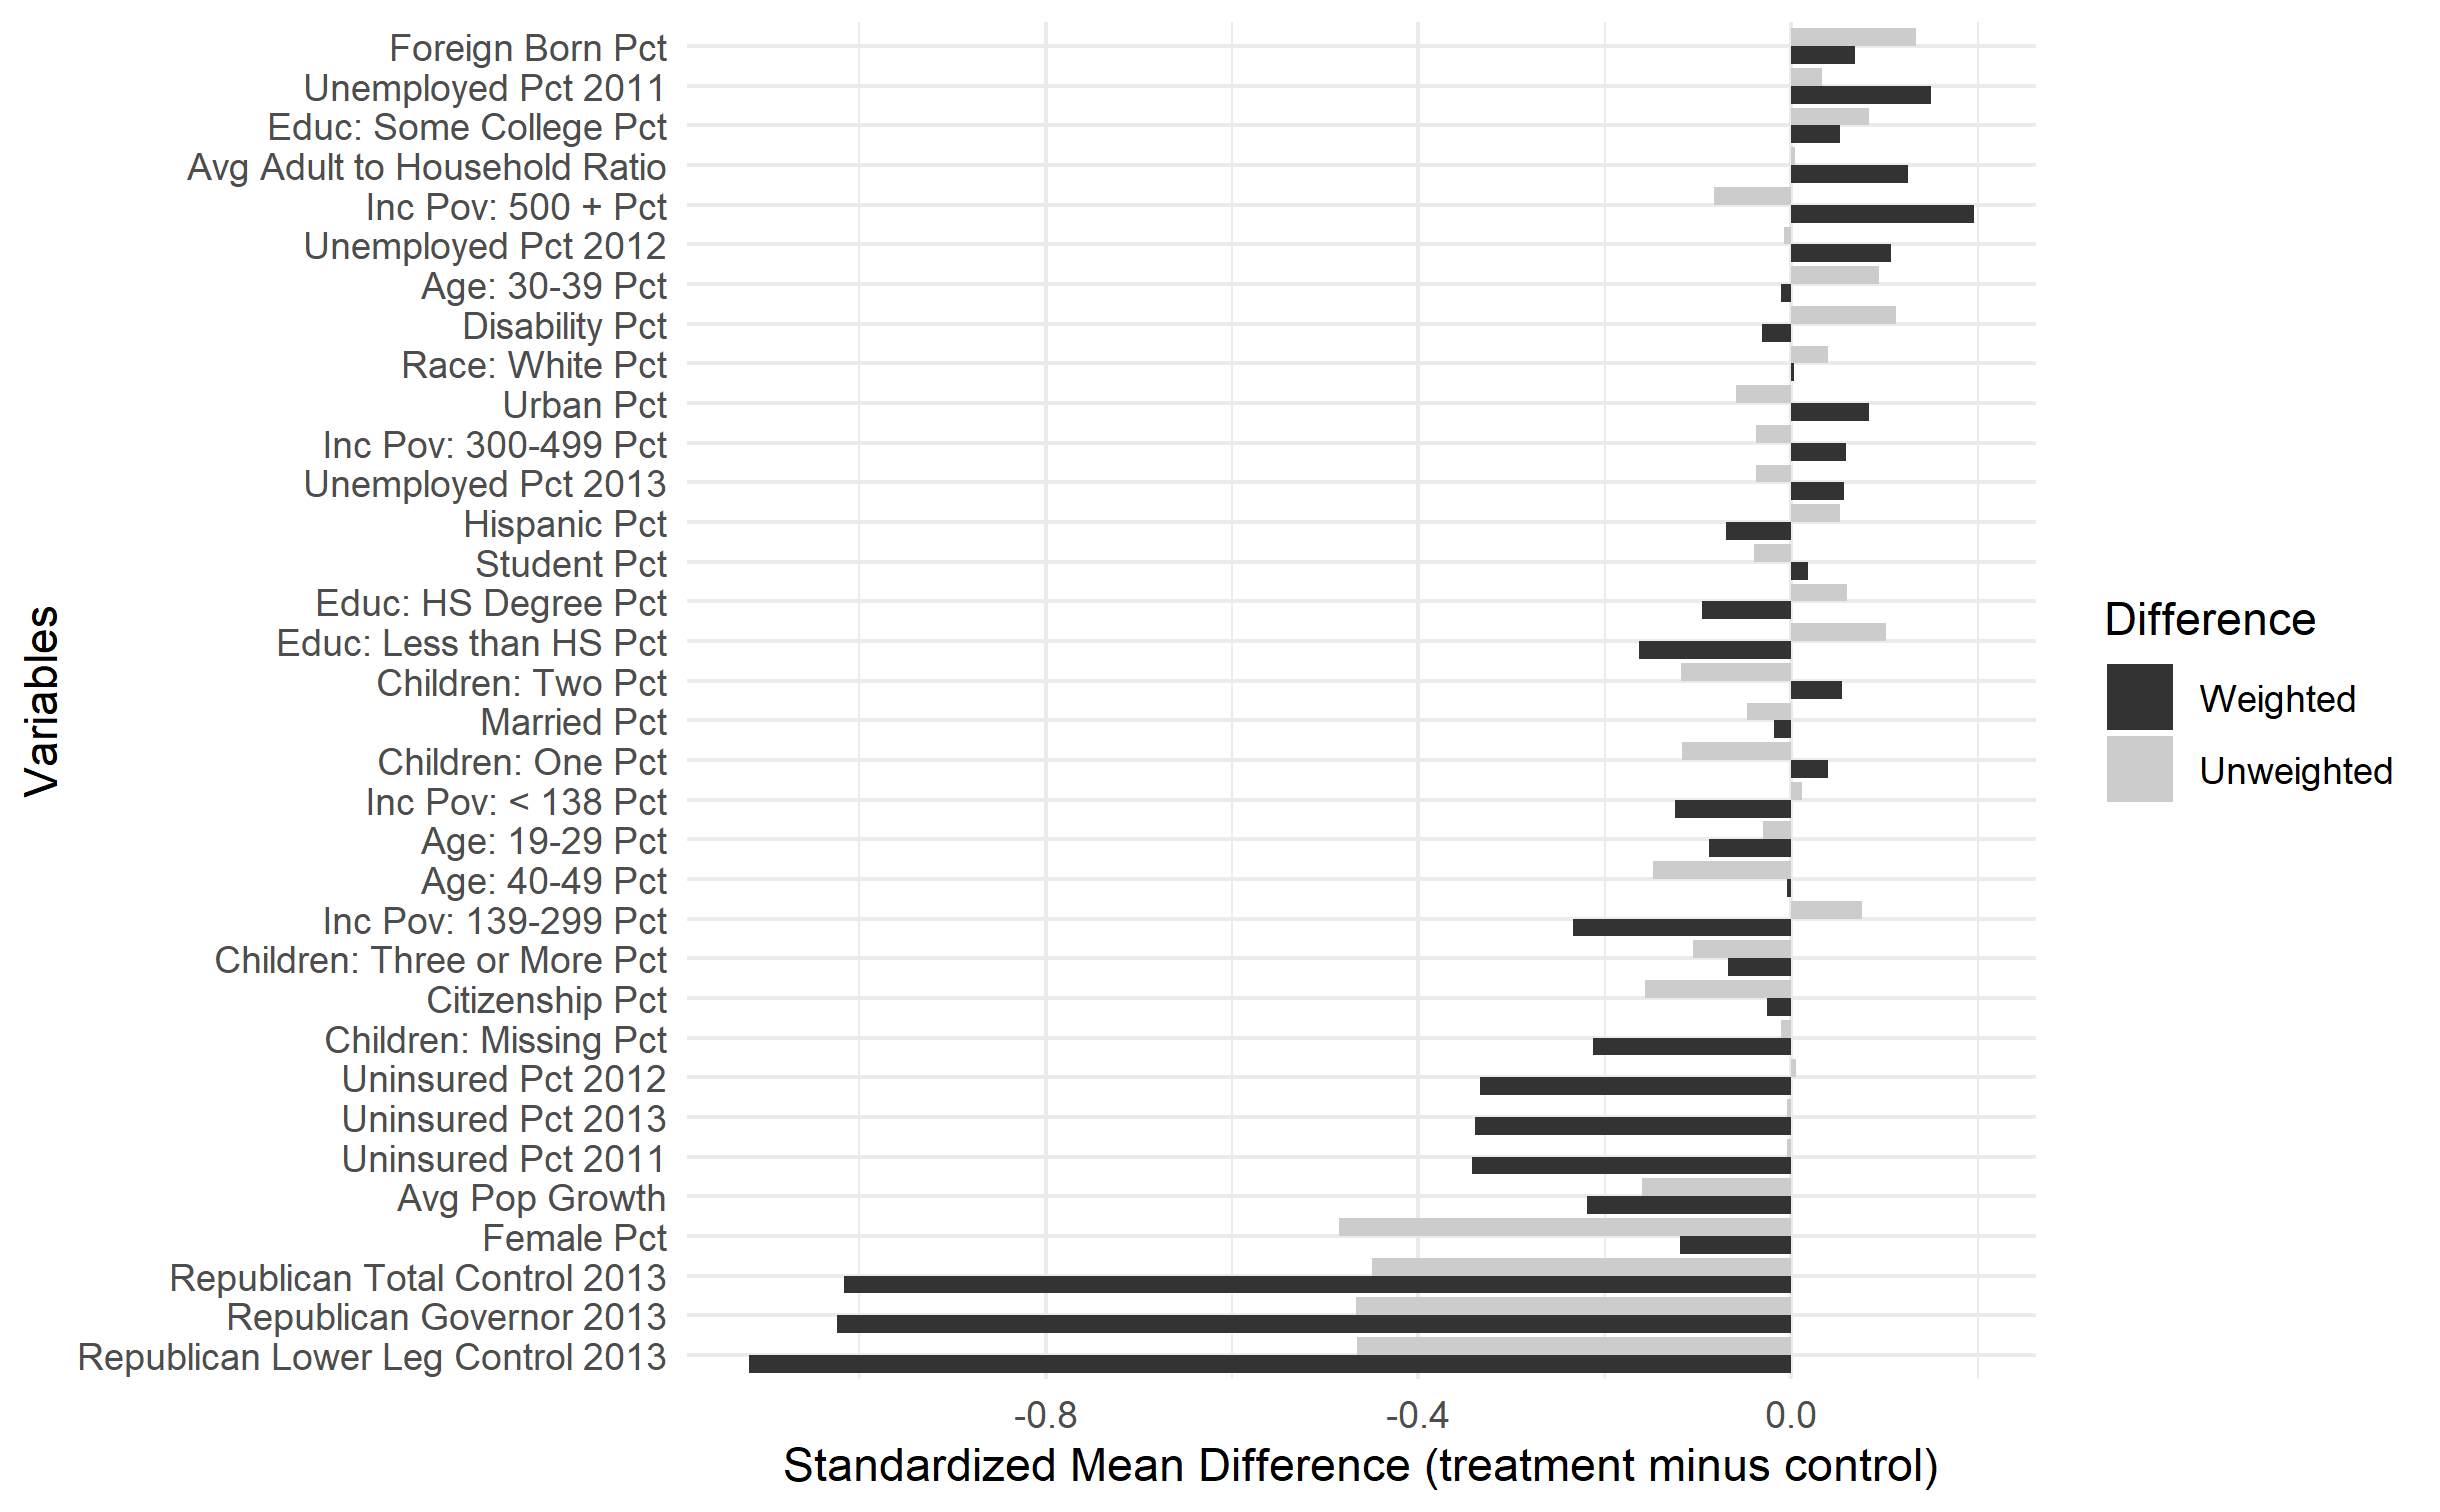 Foreign Born Pct
Unemployed Pct 2011
Educ: Some College Pct
Avg Adult to Household Ratio
Inc Pov: 500 + Pct
Unemployed Pct 2012
Age: 30-39 Pct
Disability Pct
Race: White Pct
Urban Pct
Inc Pov: 300-499 Pct
Unemployed Pct 2013
Hispanic Pct
Student Pct
Educ: HS Degree Pct
Educ: Less than HS Pct
Children: Two Pct
Married Pct
Children: One Pct
Inc Pov: < 138 Pct
Age: 19-29 Pct
Age: 40-49 Pct
Inc Pov: 139-299 Pct
Children: Three or More Pct
Citizenship Pct
Children: Missing Pct
Uninsured Pct 2012
Uninsured Pct 2013
Uninsured Pct 2011
Avg Pop Growth
Female Pct
Republican Total Control 2013
Republican Governor 2013
Republican Lower Leg Control 2013
Variables
-0.8 -0.4 0.0
Standardized Mean Difference (treatment minus control)
Difference
Weighted
Unweighted